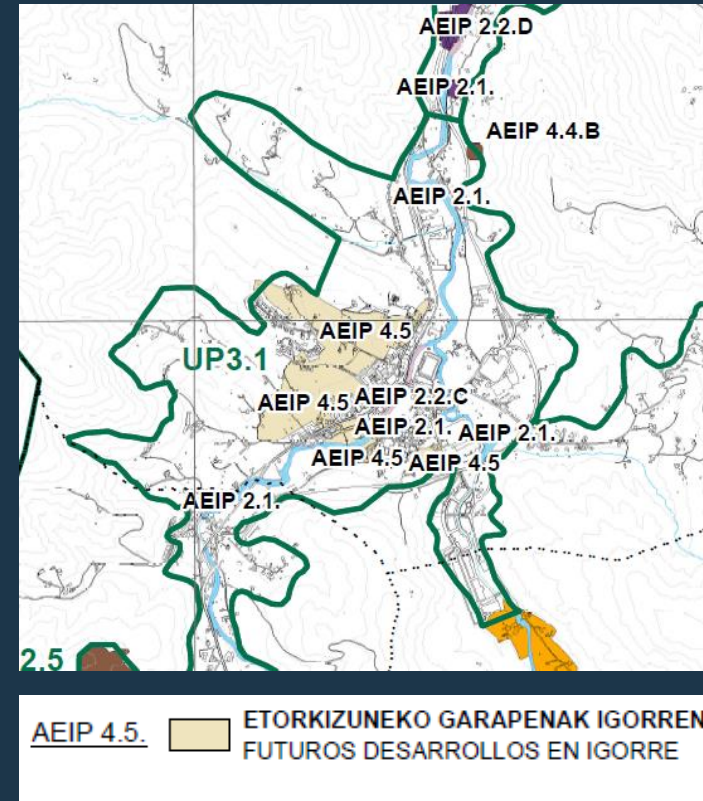 AEIP 2.2.D
AEIP 2.1.
AEIP 4.4.B
AEIP 2.1.
AEIP 4.5
UP3.1
AEIP 4.5 AEIP 2.2.C
AEIP 2.1. AEIP 2.1.
AEIP 4.5 AEIP 4.5
AEIP 2.1.
2.5
AEIP 4.5. ETORKIZUNEKO GARAPENAK IGORREN
FUTUROS DESARROLLOS EN IGORRE